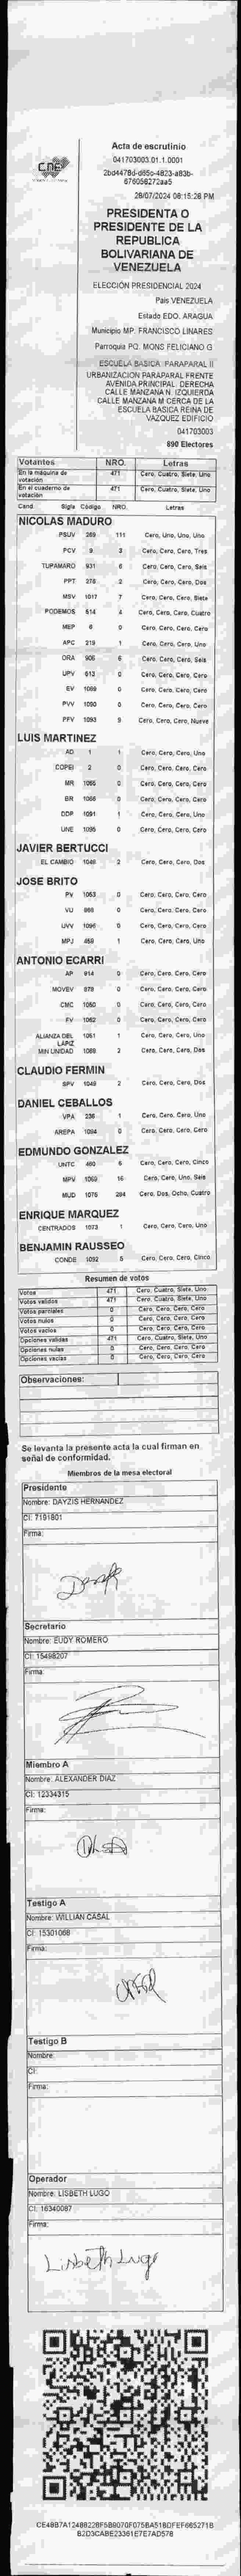 CNE
Acta de escrutinio
041703003.01.1.0001
28/07/2024 08:15:28 PM
PRESIDENTA O
PRESIDENTE DE LA
REPUBLICA
BOLIVARIANA DE
VENEZUELA
ELECCIÓN PRESIDENCIAL 2024
País VENEZUELA
Estado EDO. ARAGUA
Municipio MP. FRANCISCO LINARES
Parroquia PQ. MONS FELICIANO G
ESCUELA BASICA PARAPARAL II
URBANIZACIÓN PARAPARAL FRENTE
AVENIDA PRINCIPAL. DERECHA
CALLE MANZANA N. IZQUIERDA
CALLE MANZANA M CERCA DE LA
ESCUELA BASICA REINA DE
VAZQUEZ EDIFICIO
041703003
890 Electores
Votantes NRO. Letras
En la máquina de votación 471 Cero, Cuatro, Siete, Uno
En el cuaderno de votación 471 Cero, Cuatro, Siete, Uno
Cand Sigla Código NRO. Letras
NICOLAS MADURO
PSUV 269 111 Cero, Uno, Uno, Uno
PCV 9 3 Cero, Cero, Cero, Tres
TUPAMARO 931 6 Cero, Cero, Cero, Seis
PPT 276 2 Cero, Cero, Cero, Dos
MSV 1017 7 Cero, Cero, Cero, Siete
PODEMOS 514 4 Cero, Cero, Cero, Cuatro
MEP 6 0 Cero, Cero, Cero, Cero
APC 219 1 Cero, Cero, Cero, Uno
ORA 906 6 Cero, Cero, Cero, Seis
UPV 613 0 Cero, Cero, Cero, Cero
EV 1089 0 Cero, Cero, Cero, Cero
PVV 1090 0 Cero, Cero, Cero, Cero
PFV 1093 9 Cero, Cero, Cero, Nueve
LUIS MARTINEZ
AD 1 1 Cero, Cero, Cero, Uno
COPEI 2 0 Cero, Cero, Cero, Cero
MR 1065 0 Cero, Cero, Cero, Cero
BR 1066 0 Cero, Cero, Cero, Cero
DDP 1091 1 Cero, Cero, Cero, Uno
UNE 1095 0 Cero, Cero, Cero, Cero
JAVIER BERTUCCI
EL CAMBIO 1046 2 Cero, Cero, Cero, Dos
JOSE BRITO
PV 1053 0 Cero, Cero, Cero, Cero
VU 868 0 Cero, Cero, Cero, Cero
UVV 1096 0 Cero, Cero, Cero, Cero
MPJ 458 1 Cero, Cero, Cero, Uno
ANTONIO ECARRI
AP 914 0 Cero, Cero, Cero, Cero
MOVEV 879 0 Cero, Cero, Cero, Cero
CMC 1050 0 Cero, Cero, Cero, Cero
FV 1052 0 Cero, Cero, Cero, Cero
ALIANZA DEL LÁPIZ 1051 1 Cero, Cero, Cero, Uno
MIN UNIDAD 1068 2 Cero, Cero, Cero, Dos
CLAUDIO FERMIN
SPV 1049 2 Cero, Cero, Cero, Dos
DANIEL CEBALLOS
VPA 236 1 Cero, Cero, Cero, Uno
AREPA 1094 0 Cero, Cero, Cero, Cero
EDMUNDO GONZALEZ
UNTC 460 5 Cero, Cero, Cero, Cinco
MPV 1069 16 Cero, Cero, Uno, Seis
MUD 1076 284 Cero, Dos, Ocho, Cuatro
ENRIQUE MARQUEZ
CENTRADOS 1073 1 Cero, Cero, Cero, Uno
BENJAMIN RAUSSEO
CONDE 1092 5 Cero, Cero, Cero, Cinco
Resumen de votos
Votos 471 Cero, Cuatro, Siete, Uno
Votos validos 471 Cero, Cuatro, Siete, Uno
Votos parciales 0 Cero, Cero, Cero, Cero
Votos nulos 0 Cero, Cero, Cero, Cero
Votos vacíos 0 Cero, Cero, Cero, Cero
Opciones validas 471 Cero, Cuatro, Siete, Uno
Opciones nulas 0 Cero, Cero, Cero, Cero
Opciones vacías 0 Cero, Cero, Cero, Cero
Observaciones:
Se levanta la presente acta la cual firman en
señal de conformidad.
Miembros de la mesa electoral
Presidente
Nombre: DAYZIS HERNANDEZ
CI: 7191801
Firma:
Secretario
Nombre: EUDY ROMERO
CI: 15498207
Firma:
Miembro A
Nombre: ALEXANDER DIAZ
CI: 12334315
Firma:
Testigo A
Nombre: WILLIAN CASAL
CI: 15301068
Firma:
Testigo B
Nombre:
CI:
Firma:
Operador
Nombre: LISBETH LUGO
CI: 16340087
Firma:
Lisbeth Lugo